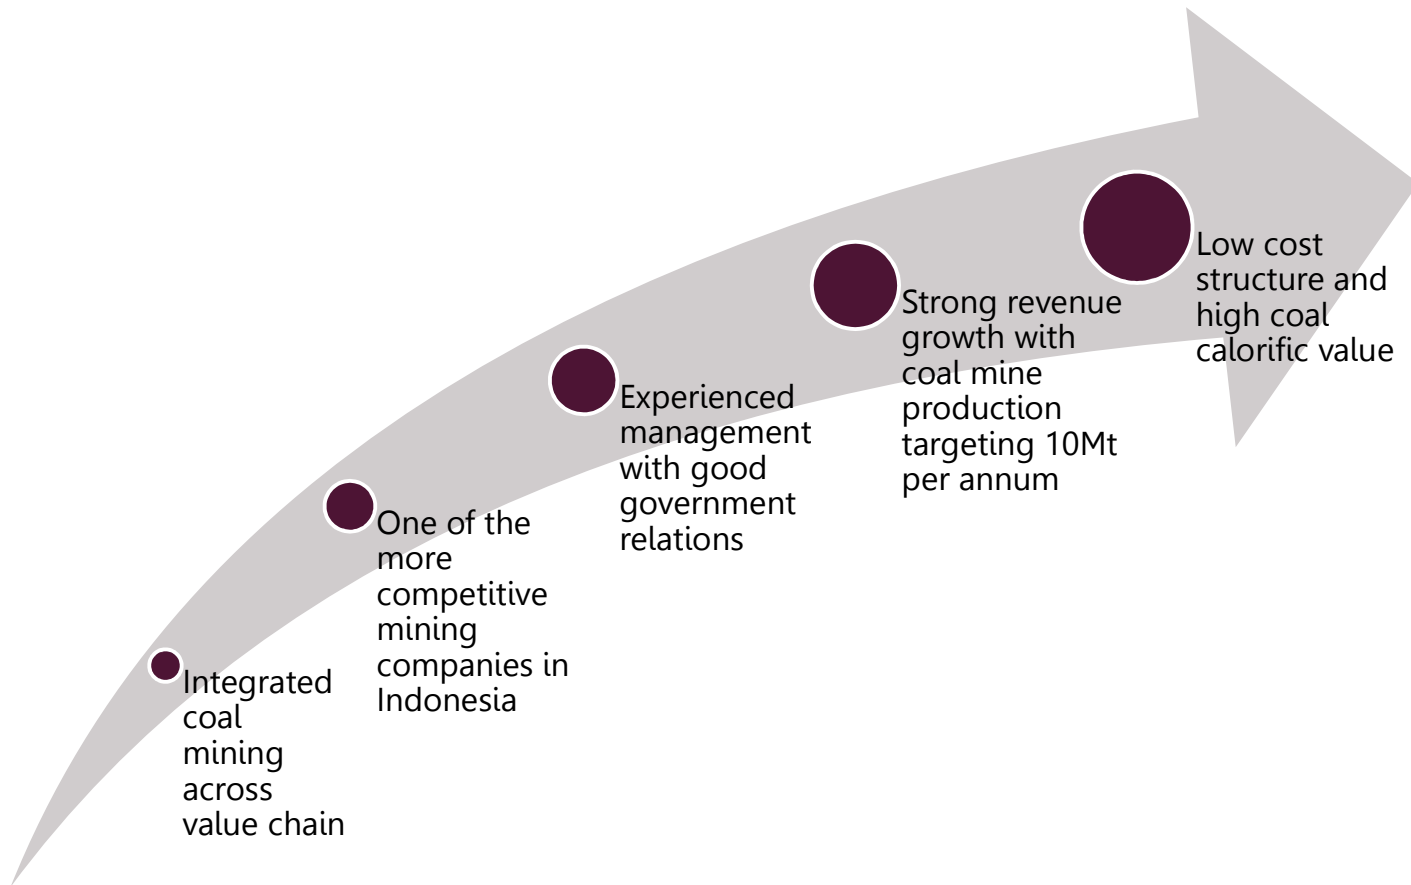 Integrated
coal
mining
across
value chain
One of the
more
competitive
mining
companies in
Indonesia
Experienced
management
with good
government
relations
Strong revenue
growth with
coal mine
production
targeting 10Mt
per annum
Low cost
structure and
high coal
calorific value